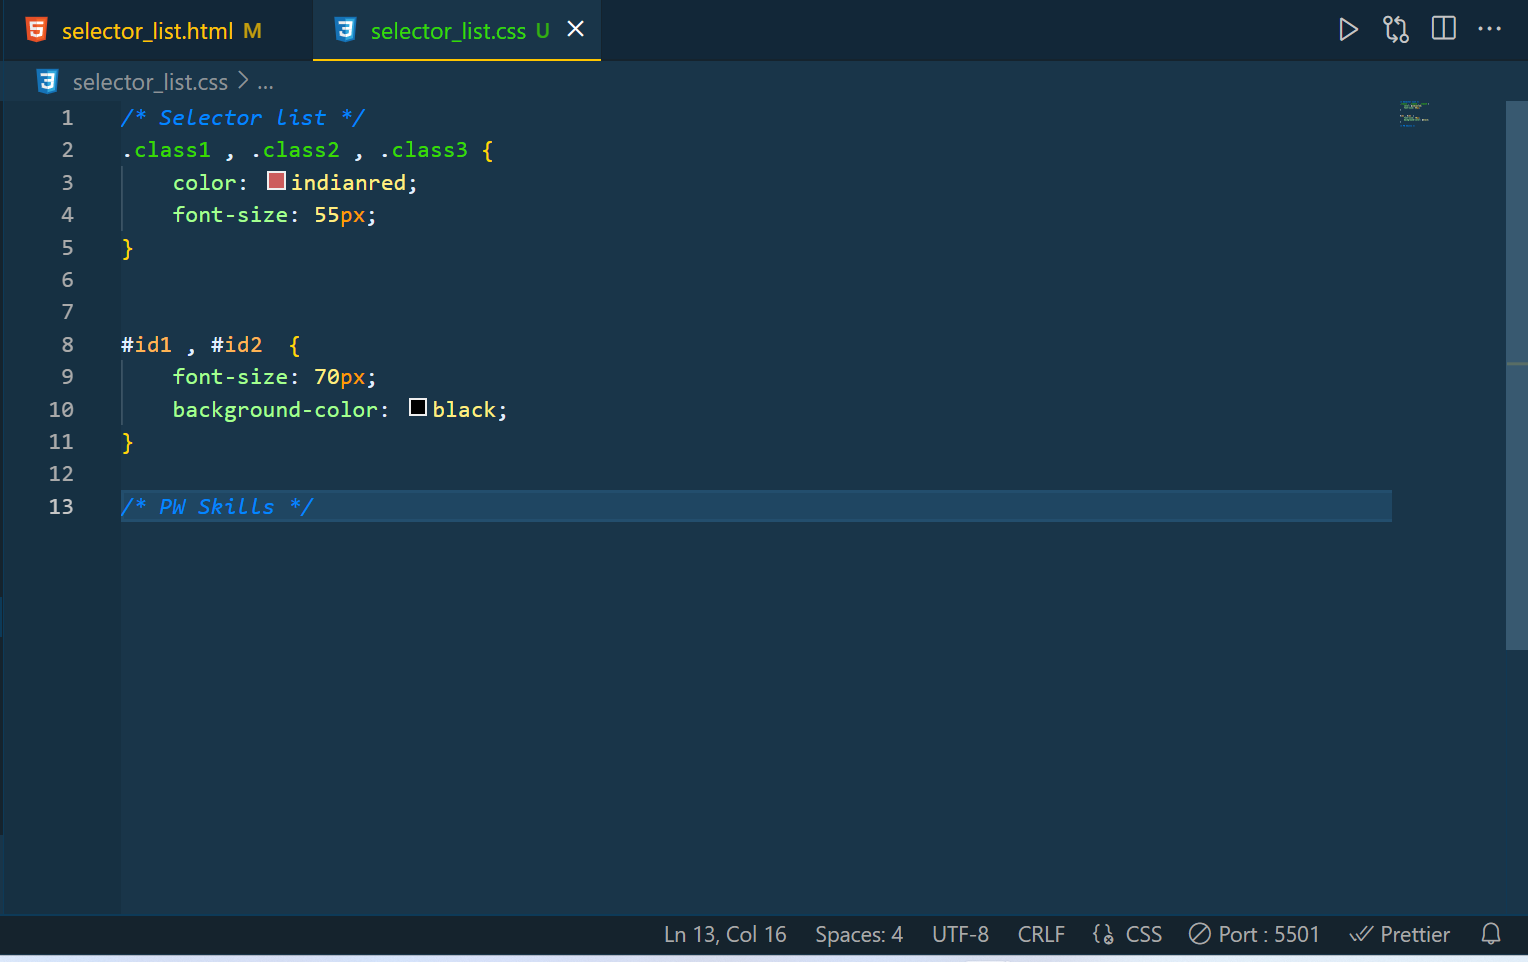 selector_list.html M
selector_list.css U
selector_list.css > ...
1 /* Selector list */
2 .class1 , .class2 , .class3 {
3     color: indianred;
4     font-size: 55px;
5 }
6
7
8 #id1 , #id2  {
9     font-size: 70px;
10     background-color: black;
11 }
12
13 /* PW Skills */
Ln 13, Col 16 Spaces: 4 UTF-8 CRLF CSS Port : 5501 Prettier